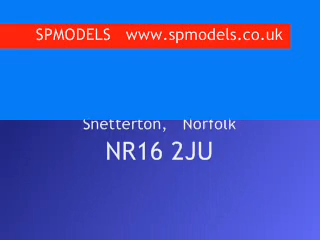 SPMODELS www.spmodels.co.uk
Snetterton, Norfolk
NR16 2JU